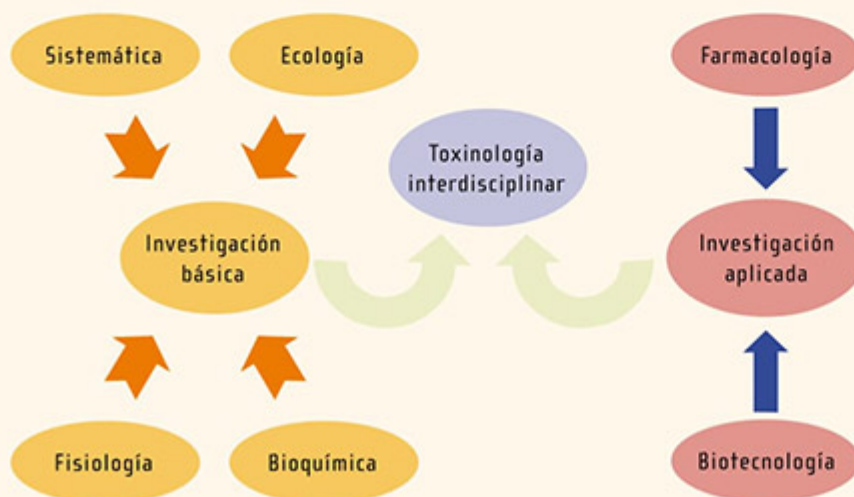 Sistemática
Ecología
Farmacología
Toxinología
interdisciplinar
Investigación
básica
Investigación
aplicada
Fisiología
Bioquímica
Biotecnología